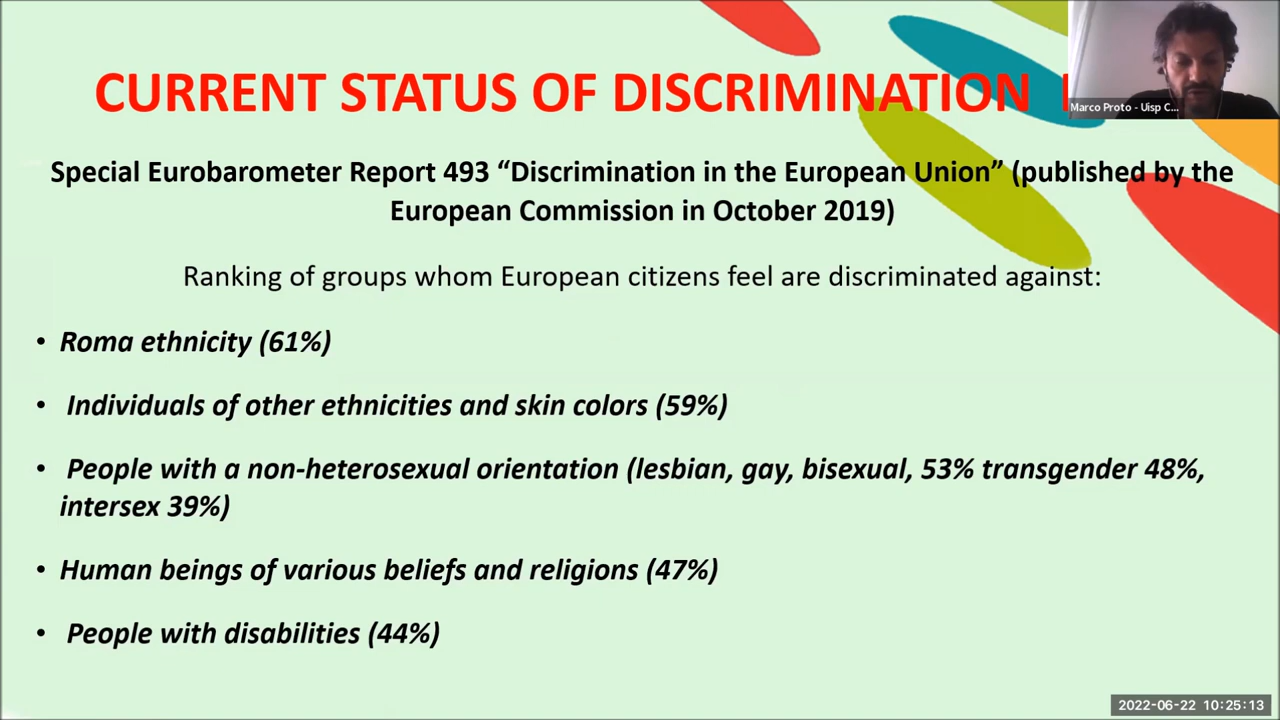 CURRENT STATUS OF DISCRIMINATION
Marco Proto - Uisp C...
Special Eurobarometer Report 493 “Discrimination in the European Union” (published by the
European Commission in October 2019)
Ranking of groups whom European citizens feel are discriminated against:
• Roma ethnicity (61%)
• Individuals of other ethnicities and skin colors (59%)
• People with a non-heterosexual orientation (lesbian, gay, bisexual, 53% transgender 48%,
intersex 39%)
• Human beings of various beliefs and religions (47%)
• People with disabilities (44%)
2022-06-22 10:25:13